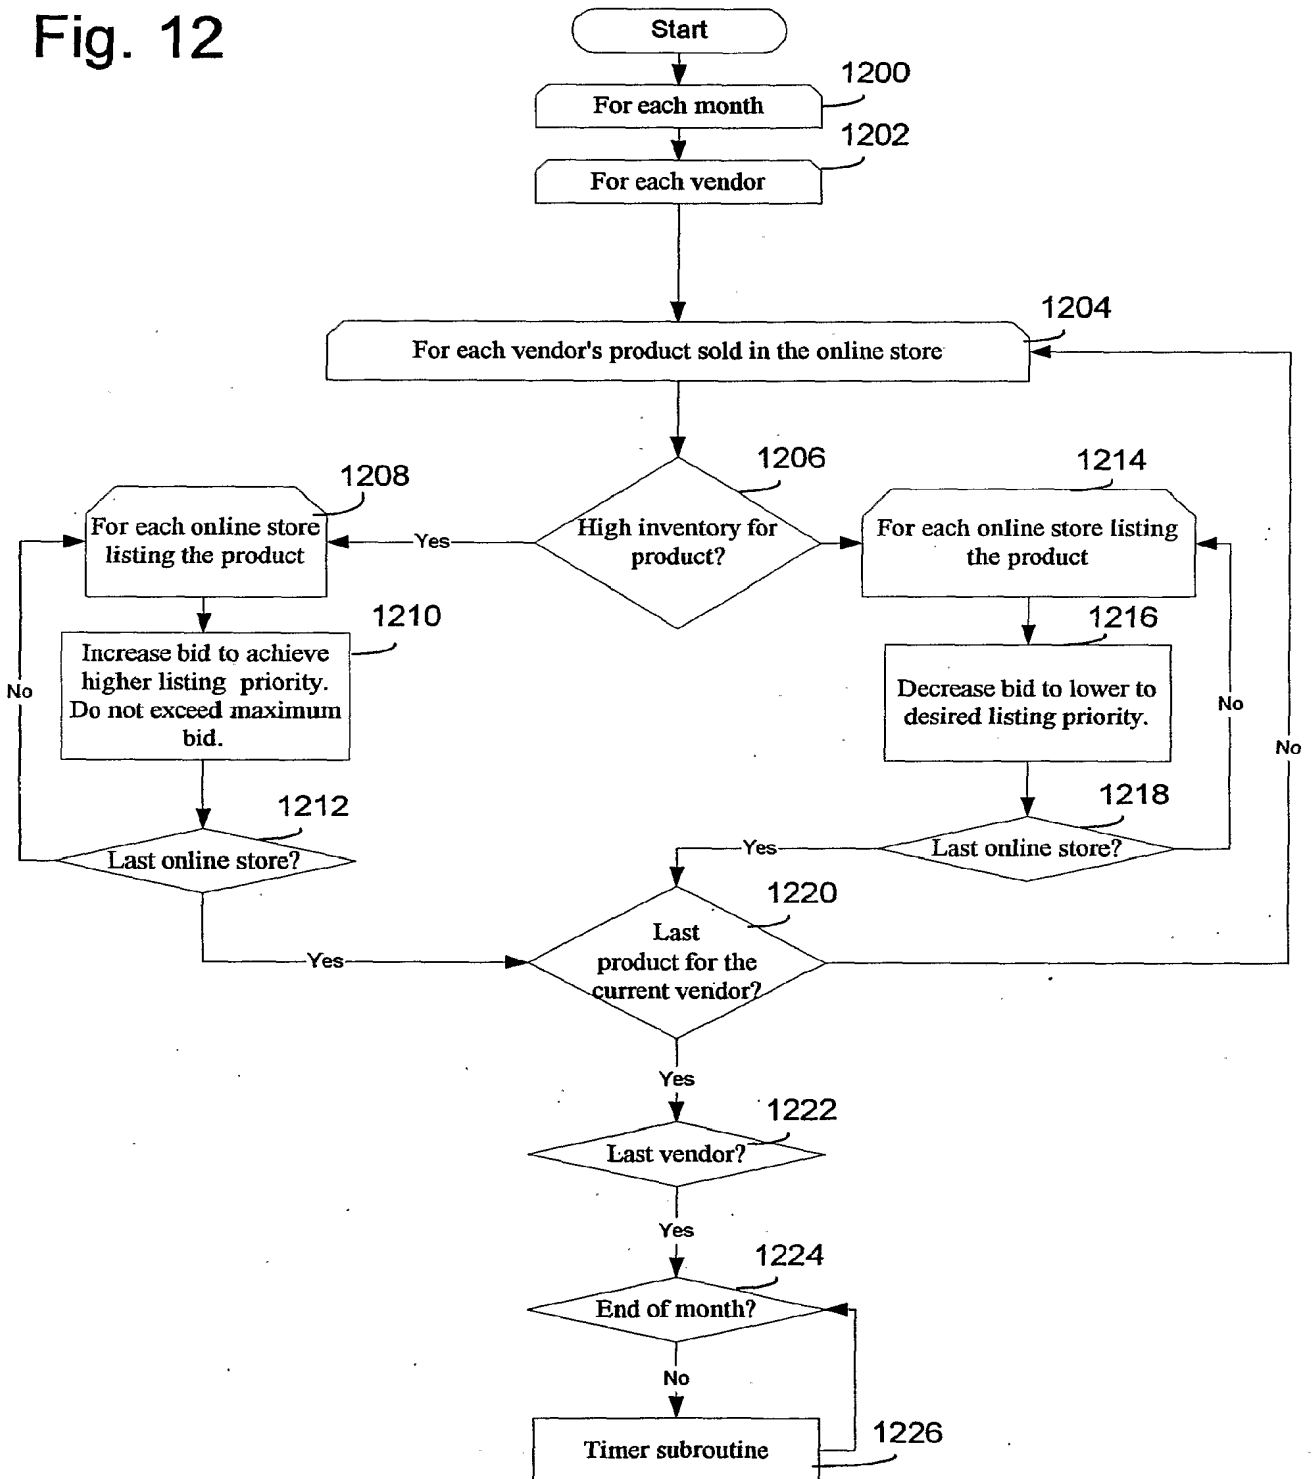 Fig. 12
Start
1200
For each month
1202
For each vendor
1204
For each vendor's product sold in the online store
1206
High inventory for
product?
1208
For each online store
listing the product
Yes
1214
For each online store listing
the product
1210
Increase bid to achieve
higher listing priority.
Do not exceed maximum
bid.
No
1216
Decrease bid to lower to
desired listing priority.
No
No
1212
Last online store?
1218
Last online store?
Yes
1220
Last
product for the
current vendor?
Yes
Yes
1222
Last vendor?
Yes
1224
End of month?
No
1226
Timer subroutine